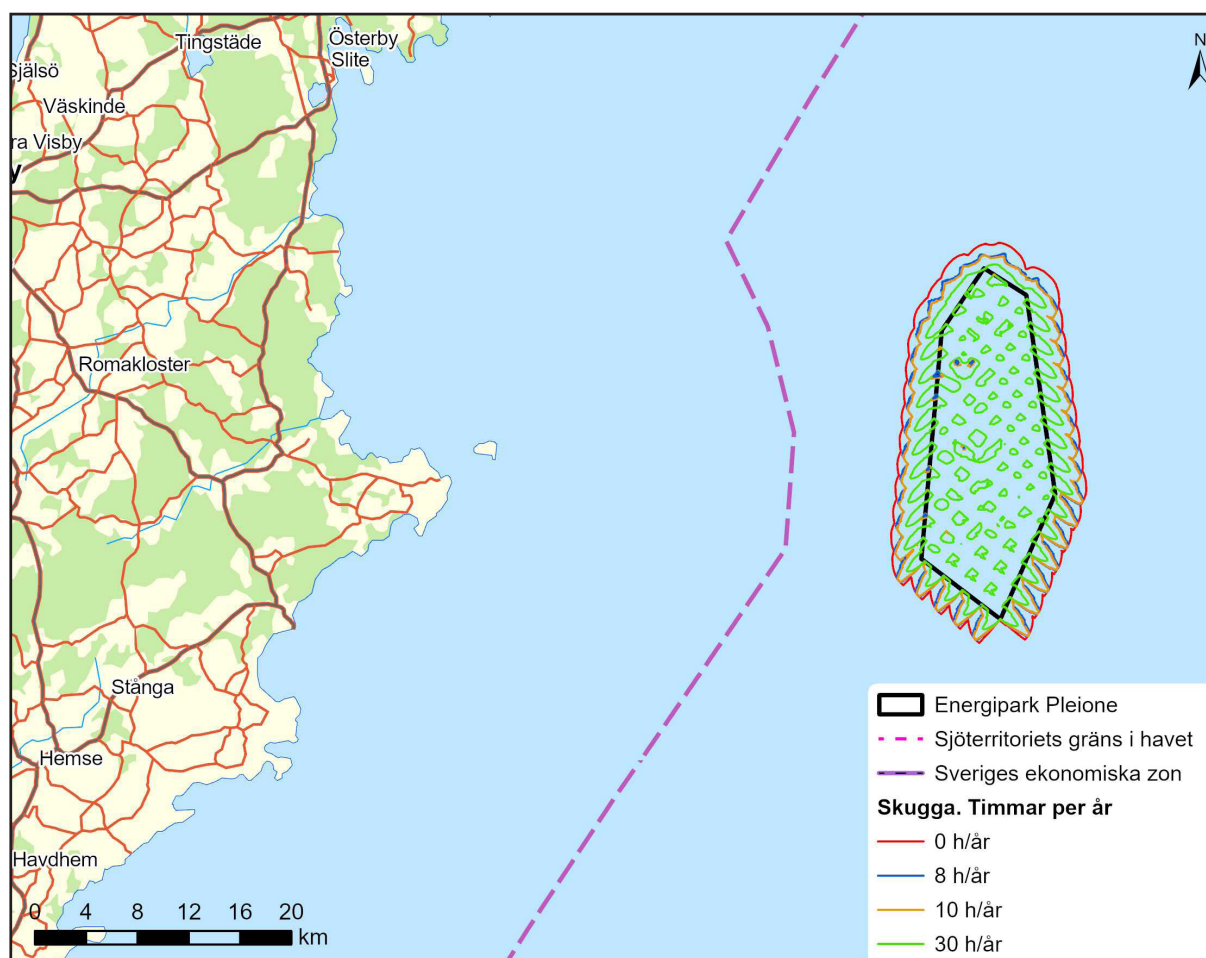 Tingstäde
Österby
Slite
N
Själsö
Väskinde
ra Visby
y
Romakloster
Stånga
Hemse
Havdhem
0 4 8 12 16 20
km
Energipark Pleione
Sjöterritoriets gräns i havet
Sveriges ekonomiska zon
Skugga. Timmar per år
0 h/år
8 h/år
10 h/år
30 h/år